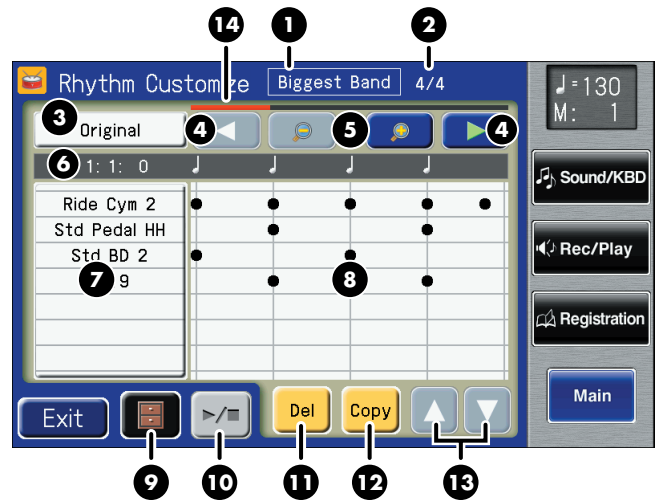 14 1 2
Rhythm Customize Biggest Band 4/4
♩=130
M: 1
3 Original 4 5 4
6 1: 1: 0
Sound/KBD
Ride Cym 2
Std Pedal HH
Std BD 2
Rec/Play
7 9 8
Registration
Main
Exit Del Copy
9 10 11 12 13